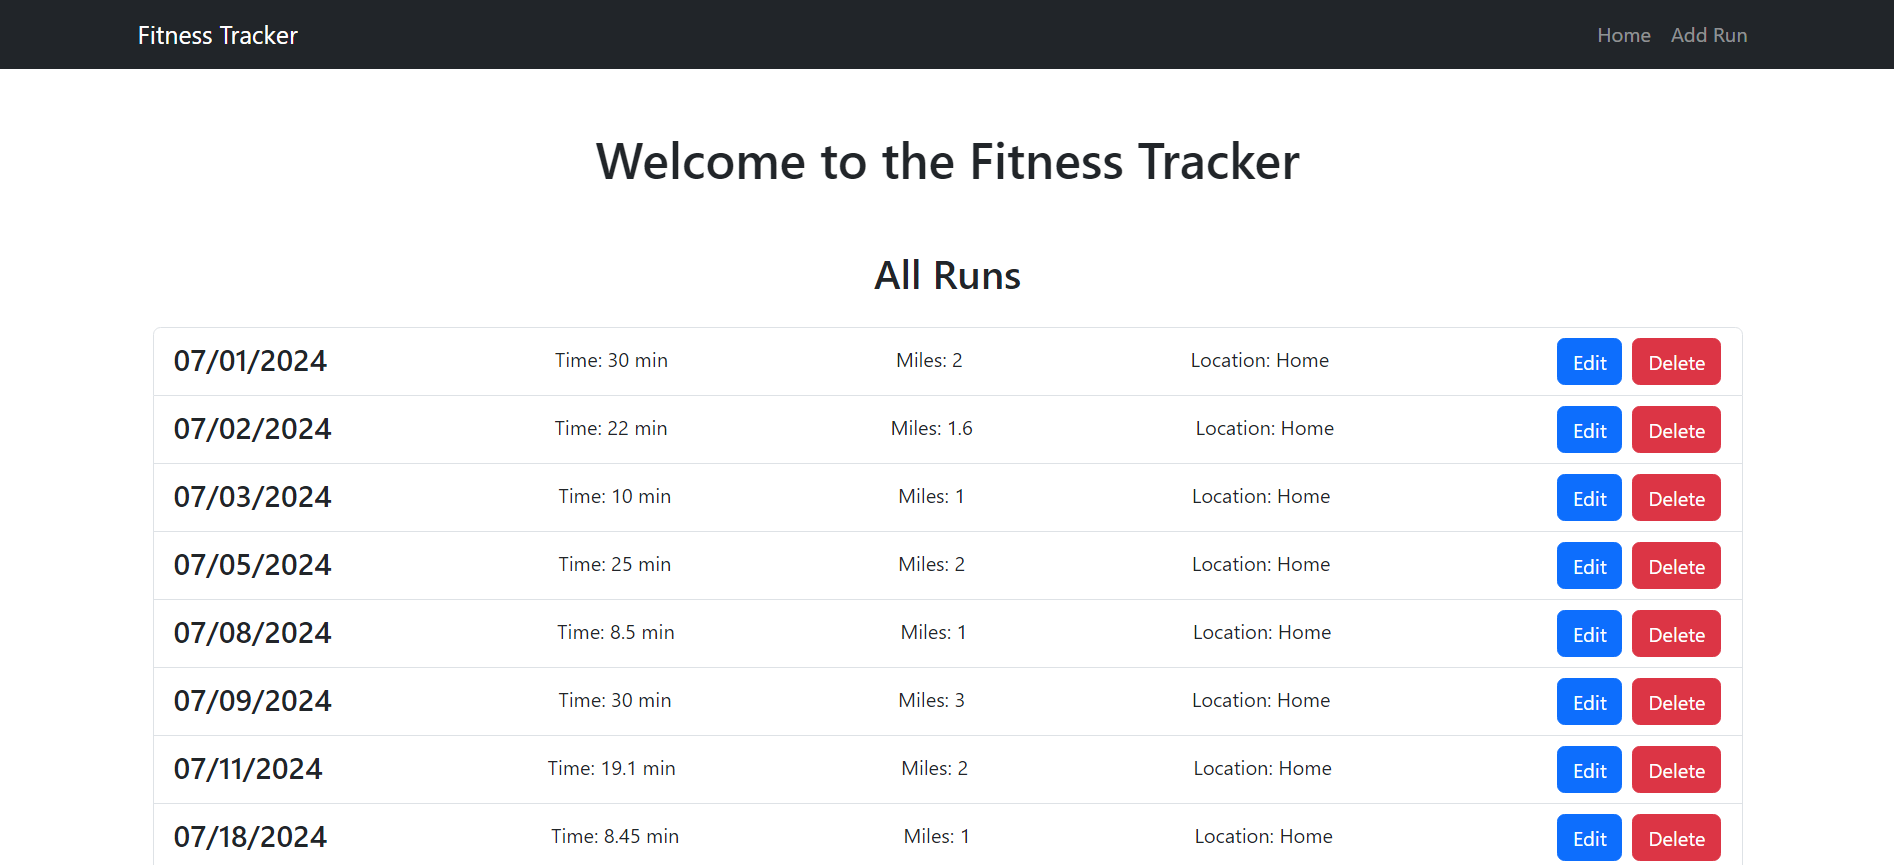 Fitness Tracker Home Add Run
Welcome to the Fitness Tracker
All Runs
07/01/2024 Time: 30 min Miles: 2 Location: Home Edit Delete
07/02/2024 Time: 22 min Miles: 1.6 Location: Home Edit Delete
07/03/2024 Time: 10 min Miles: 1 Location: Home Edit Delete
07/05/2024 Time: 25 min Miles: 2 Location: Home Edit Delete
07/08/2024 Time: 8.5 min Miles: 1 Location: Home Edit Delete
07/09/2024 Time: 30 min Miles: 3 Location: Home Edit Delete
07/11/2024 Time: 19.1 min Miles: 2 Location: Home Edit Delete
07/18/2024 Time: 8.45 min Miles: 1 Location: Home Edit Delete